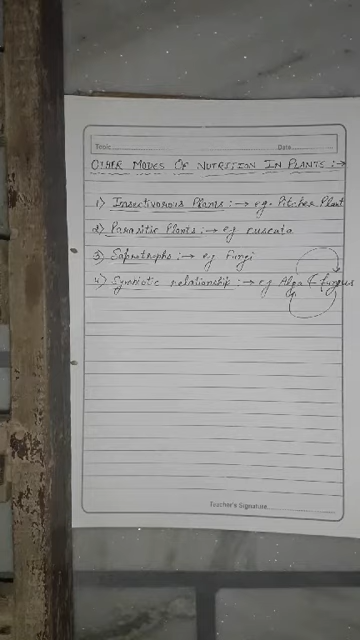 Topic Date
OTHER MODES OF NUTRITION IN PLANTS :→
1) Insectivorous Plants :→ eg. Pitcher Plant
2) Parasitic Plants :→ eg cuscata
3) Saprotrophs :→ eg Fungi
4) Symbiotic relationship :→ eg Alga & fungus
Teacher's Signature